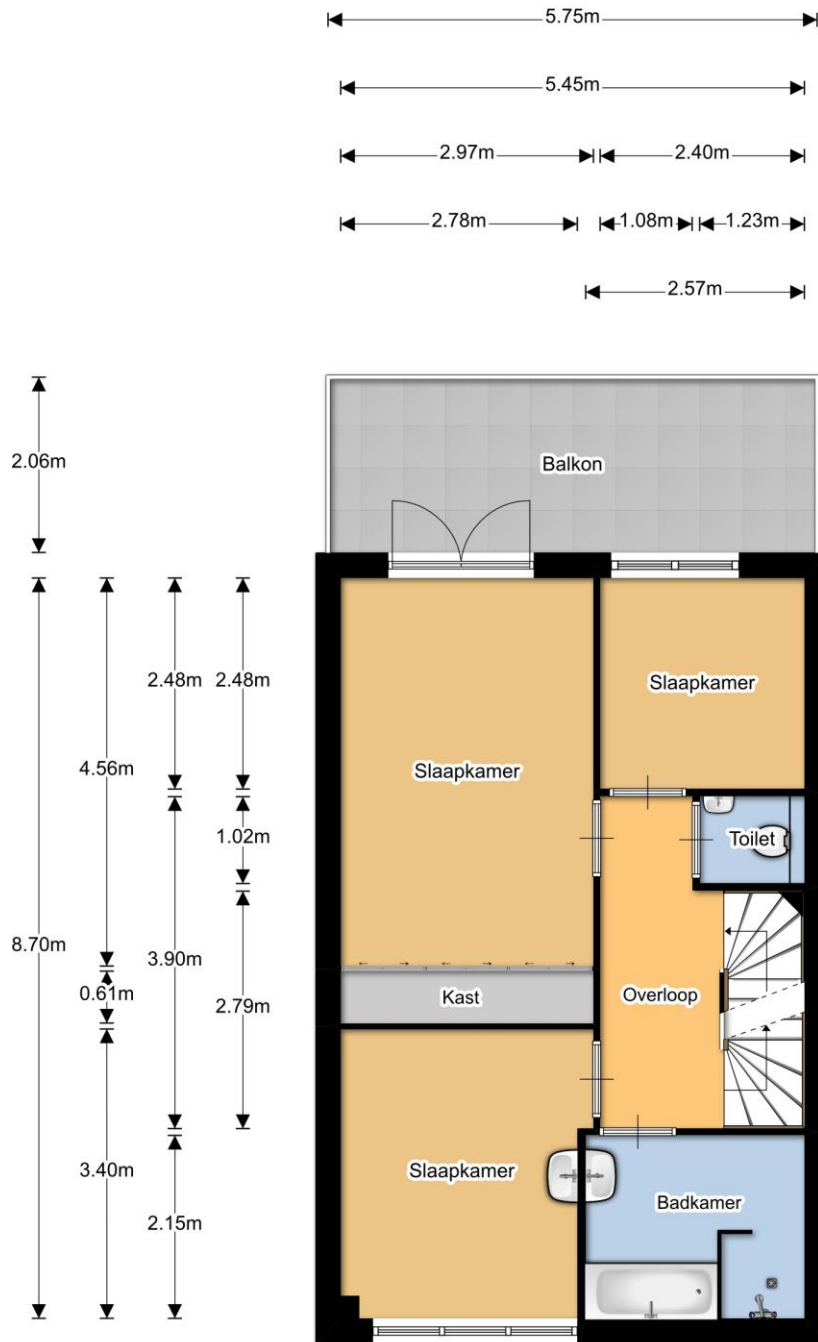 5.75m
5.45m
2.97m 2.40m
2.78m 1.08m 1.23m
2.57m
2.06m
Balkon
2.48m 2.48m
Slaapkamer
4.56m
Slaapkamer
1.02m
Toilet
8.70m
3.90m
0.61m
Kast
Overloop
2.79m
3.40m
Slaapkamer
Badkamer
2.15m